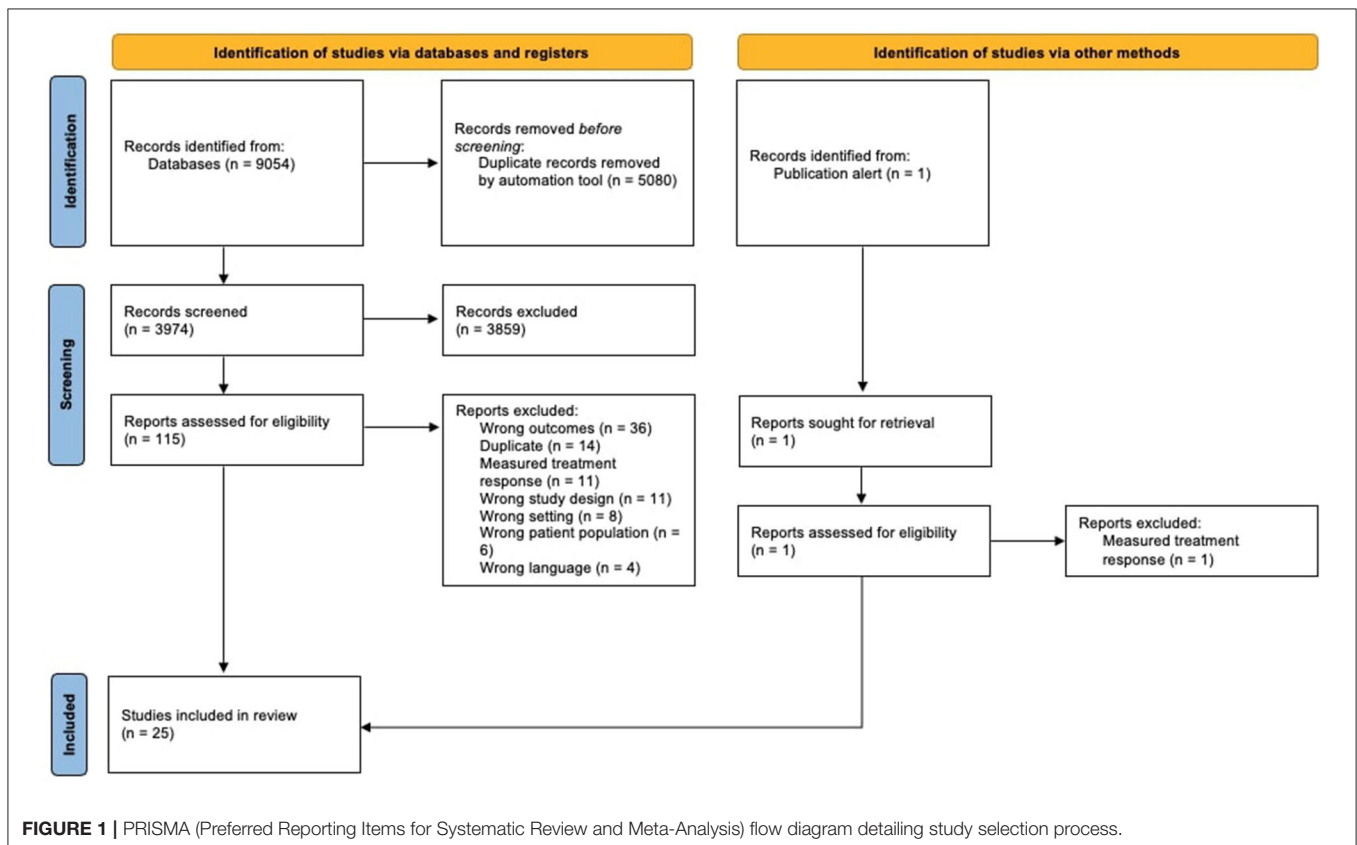 Identification of studies via databases and registers
Identification of studies via other methods
Identification
Records identified from:
Databases (n = 9054)
Records removed before
screening:
Duplicate records removed
by automation tool (n = 5080)
Records identified from:
Publication alert (n = 1)
Screening
Records screened
(n = 3974)
Records excluded
(n = 3859)
Reports assessed for eligibility
(n = 115)
Reports excluded:
Wrong outcomes (n = 36)
Duplicate (n = 14)
Measured treatment
response (n = 11)
Wrong study design (n = 11)
Wrong setting (n = 8)
Wrong patient population (n =
6)
Wrong language (n = 4)
Reports sought for retrieval
(n = 1)
Reports assessed for eligibility
(n = 1)
Reports excluded:
Measured treatment
response (n = 1)
Included
Studies included in review
(n = 25)
FIGURE 1 | PRISMA (Preferred Reporting Items for Systematic Review and Meta-Analysis) flow diagram detailing study selection process.